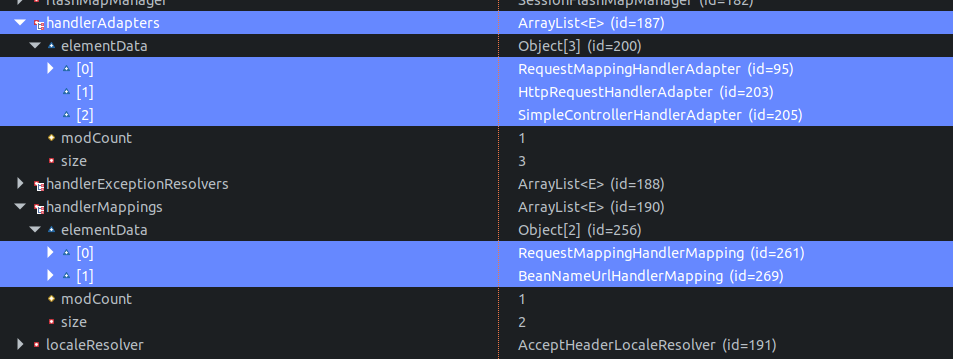 flashMapManager SessionFlashMapManager (id=182)
handlerAdapters ArrayList<E> (id=187)
elementData Object[3] (id=200)
[0] RequestMappingHandlerAdapter (id=95)
[1] HttpRequestHandlerAdapter (id=203)
[2] SimpleControllerHandlerAdapter (id=205)
modCount 1
size 3
handlerExceptionResolvers ArrayList<E> (id=188)
handlerMappings ArrayList<E> (id=190)
elementData Object[2] (id=256)
[0] RequestMappingHandlerMapping (id=261)
[1] BeanNameUrlHandlerMapping (id=269)
modCount 1
size 2
localeResolver AcceptHeaderLocaleResolver (id=191)